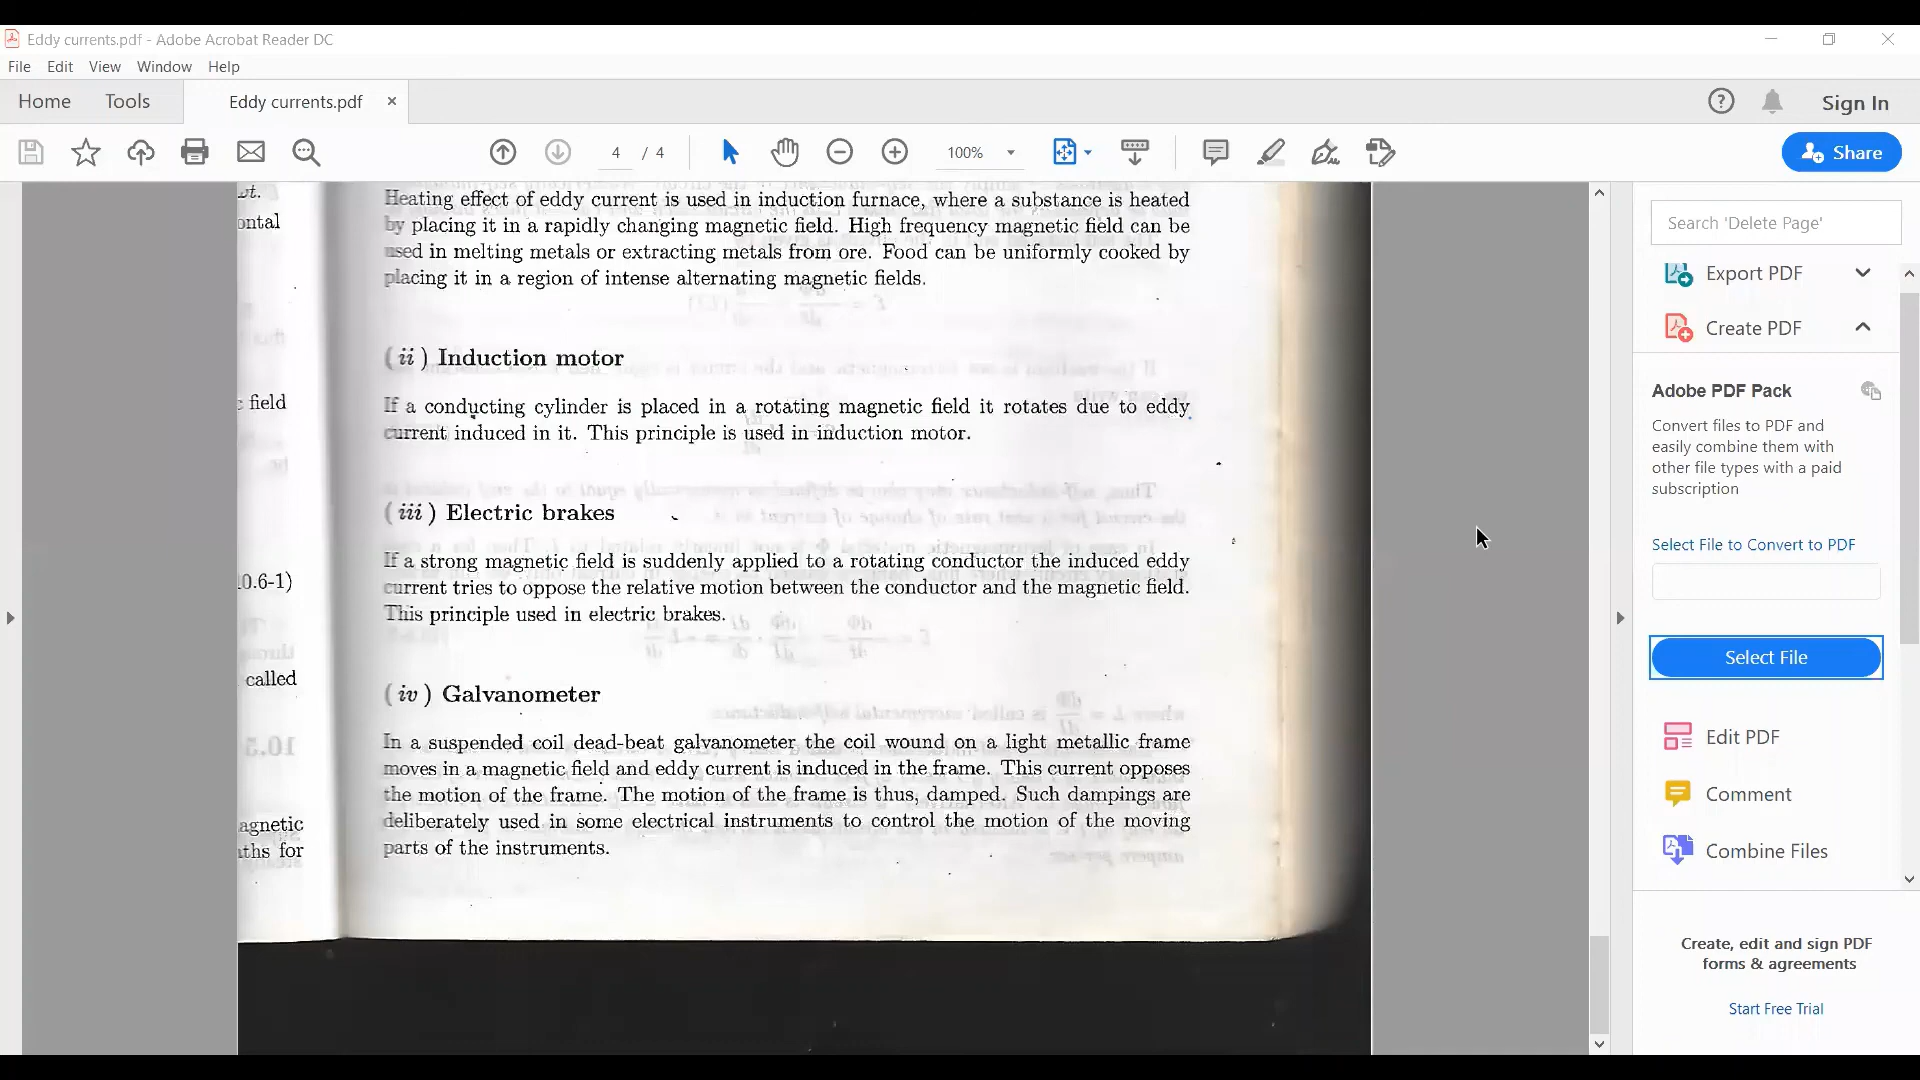 Eddy currents.pdf - Adobe Acrobat Reader DC
File Edit View Window Help
Home Tools Eddy currents.pdf × Sign In
4 / 4 100% Share
Heating effect of eddy current is used in induction furnace, where a substance is heated
by placing it in a rapidly changing magnetic field. High frequency magnetic field can be
used in melting metals or extracting metals from ore. Food can be uniformly cooked by
placing it in a region of intense alternating magnetic fields.
(ii) Induction motor
If a conducting cylinder is placed in a rotating magnetic field it rotates due to eddy
current induced in it. This principle is used in induction motor.
(iii) Electric brakes
If a strong magnetic field is suddenly applied to a rotating conductor the induced eddy
current tries to oppose the relative motion between the conductor and the magnetic field.
This principle used in electric brakes.
(iv) Galvanometer
In a suspended coil dead-beat galvanometer the coil wound on a light metallic frame
moves in a magnetic field and eddy current is induced in the frame. This current opposes
the motion of the frame. The motion of the frame is thus, damped. Such dampings are
deliberately used in some electrical instruments to control the motion of the moving
parts of the instruments.
ontal
field
0.6-1)
called
agnetic
ths for
Search 'Delete Page'
Export PDF
Create PDF
Adobe PDF Pack
Convert files to PDF and
easily combine them with
other file types with a paid
subscription
Select File to Convert to PDF
Select File
Edit PDF
Comment
Combine Files
Create, edit and sign PDF
forms & agreements
Start Free Trial